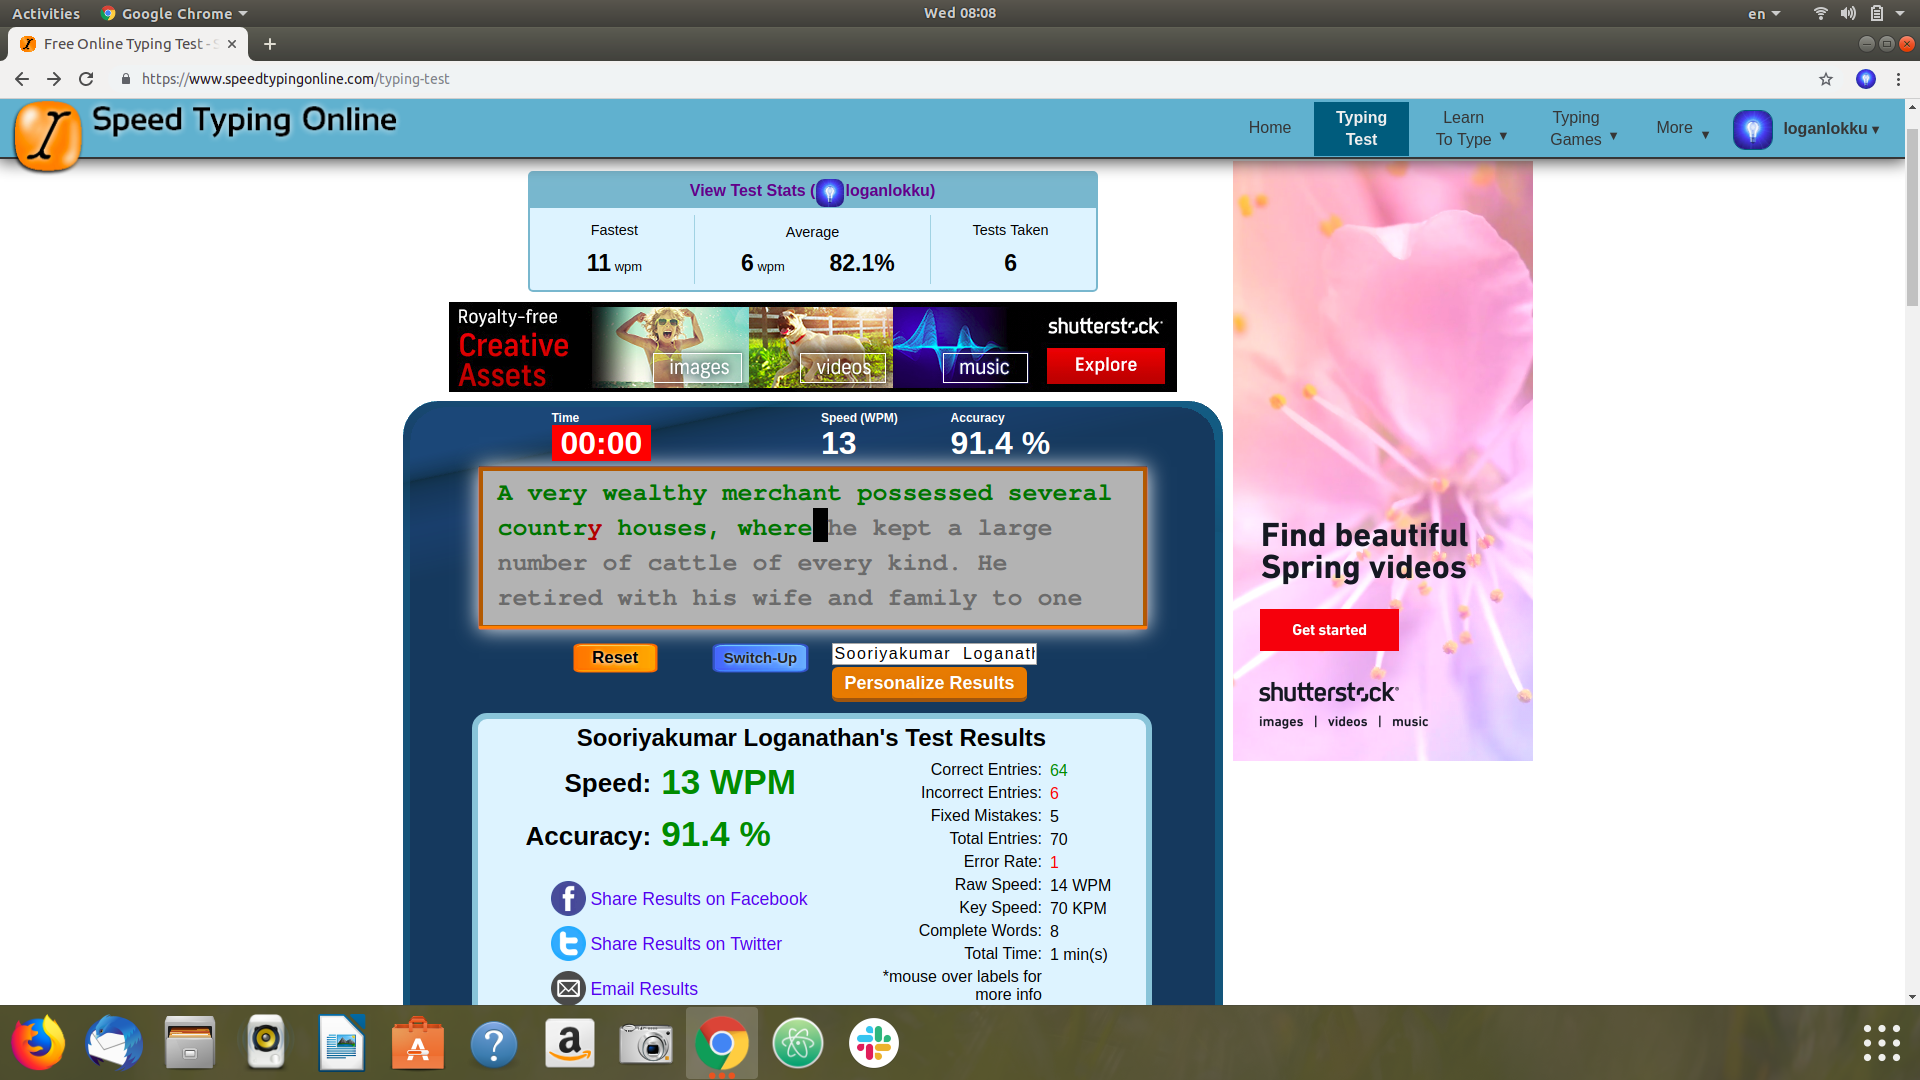 Activities
Google Chrome
Wed 08:08
en
Free Online Typing Test -
https://www.speedtypingonline.com/typing-test
Speed Typing Online
Home
Typing
Test
Learn
To Type
Typing
Games
More
loganlokku
View Test Stats (loganlokku)
Fastest
Average
Tests Taken
11 wpm
6 wpm
82.1%
6
Royalty-free
Creative
Assets
images
videos
music
shutterstock
Explore
Time
Speed (WPM)
Accuracy
00:00
13
91.4 %
A very wealthy merchant possessed several
country houses, where he kept a large
number of cattle of every kind. He
retired with his wife and family to one
Reset
Switch-Up
Sooriyakumar Loganath
Personalize Results
Sooriyakumar Loganathan's Test Results
Speed: 13 WPM
Accuracy: 91.4 %
Share Results on Facebook
Share Results on Twitter
Email Results
Correct Entries: 64
Incorrect Entries: 6
Fixed Mistakes: 5
Total Entries: 70
Error Rate: 1
Raw Speed: 14 WPM
Key Speed: 70 KPM
Complete Words: 8
Total Time: 1 min(s)
*mouse over labels for
more info
Find beautiful
Spring videos
Get started
shutterstock
images | videos | music